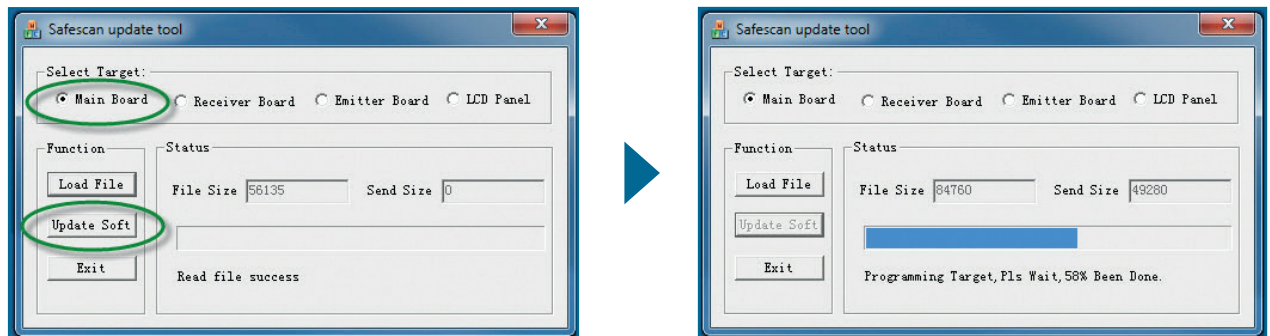 Safescan update tool
Select Target:
Main Board Receiver Board Emitter Board LCD Panel
Function
Status
Load File
File Size 56135 Send Size 0
Update Soft
Exit
Read file success
Safescan update tool
Select Target:
Main Board Receiver Board Emitter Board LCD Panel
Function
Status
Load File
File Size 84760 Send Size 49280
Update Soft
Exit
Programming Target,Pls Wait,58% Been Done.